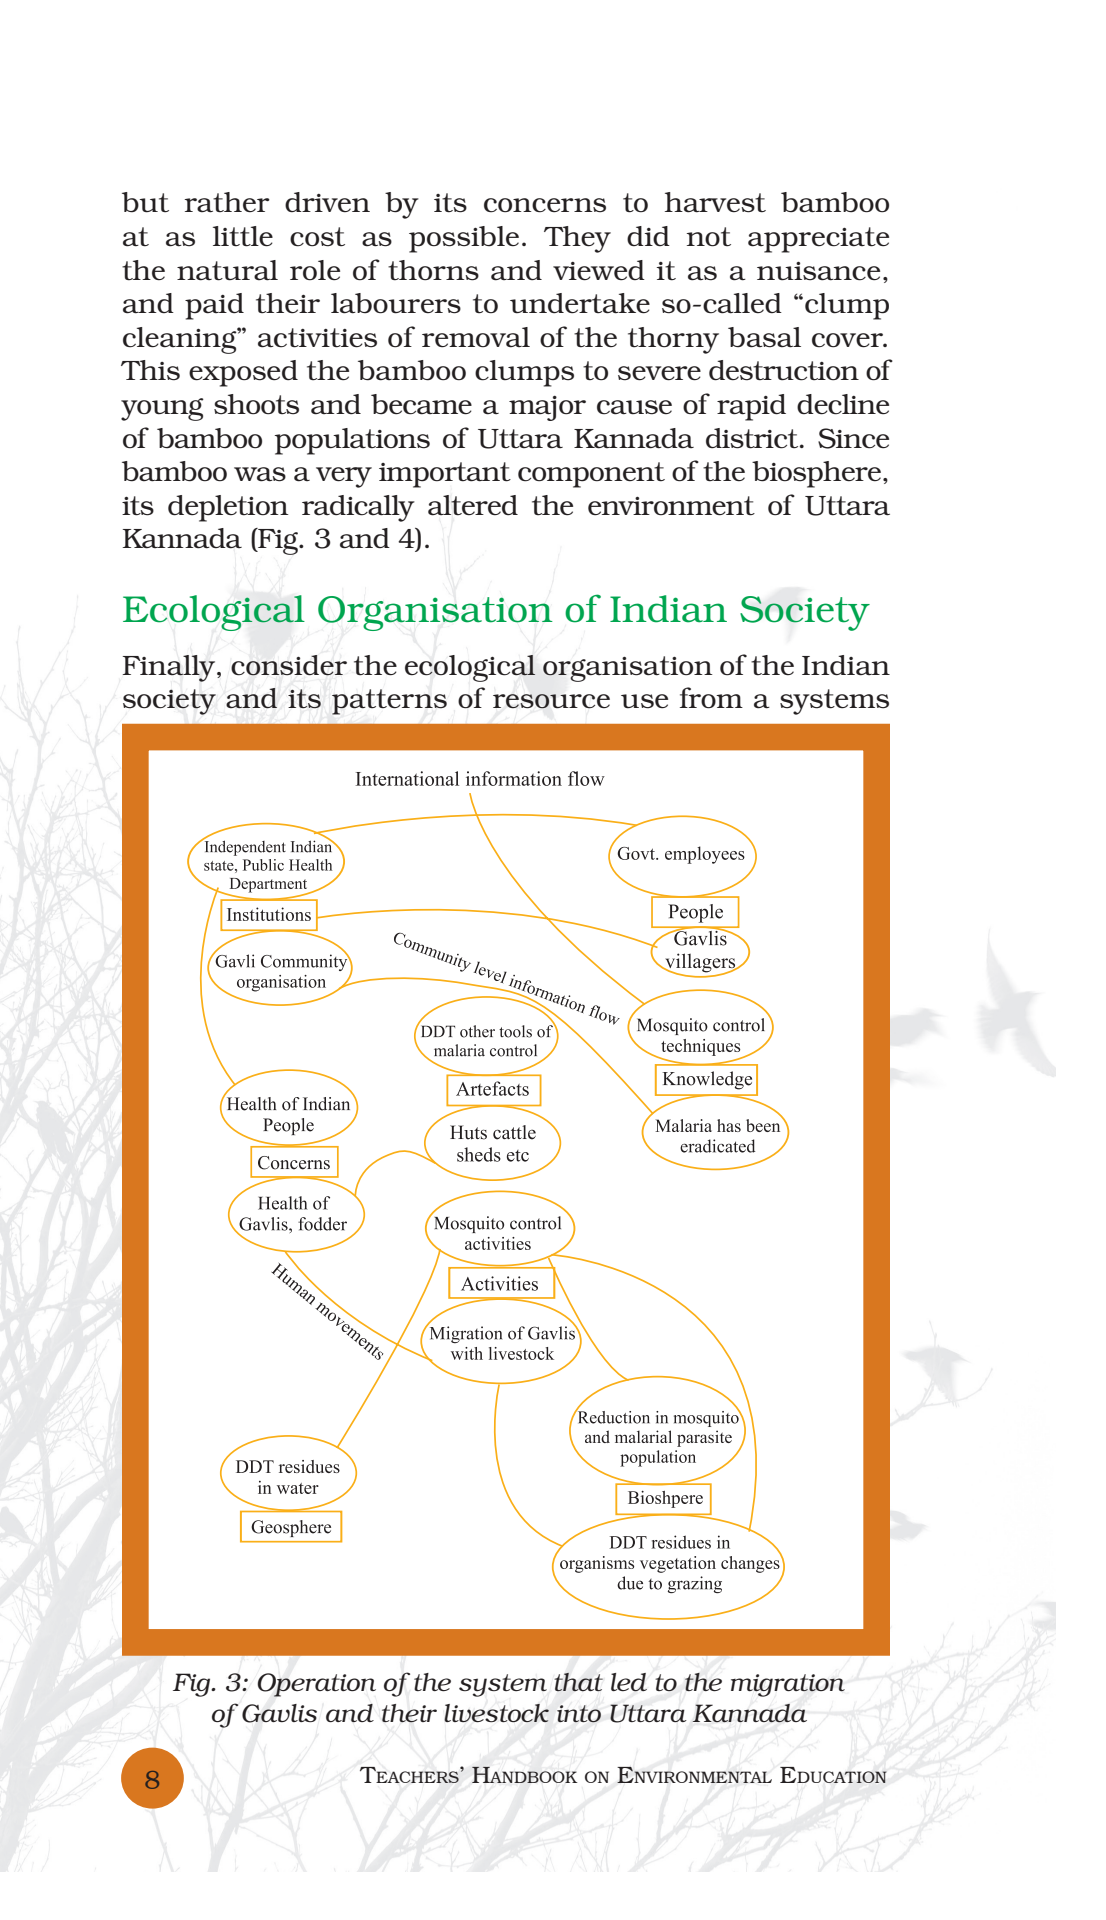 but rather driven by its concerns to harvest bamboo
at as little cost as possible. They did not appreciate
the natural role of thorns and viewed it as a nuisance,
and paid their labourers to undertake so-called “clump
cleaning” activities of removal of the thorny basal cover.
This exposed the bamboo clumps to severe destruction of
young shoots and became a major cause of rapid decline
of bamboo populations of Uttara Kannada district. Since
bamboo was a very important component of the biosphere,
its depletion radically altered the environment of Uttara
Kannada (Fig. 3 and 4).
Ecological Organisation of Indian Society
Finally, consider the ecological organisation of the Indian
society and its patterns of resource use from a systems
International information flow
Independent Indian
state, Public Health
Department
Institutions
Gavli Community
organisation
Govt. employees
People
Gavlis
villagers
Community level information flow
DDT other tools of
malaria control
Artefacts
Huts cattle
sheds etc
Mosquito control
techniques
Knowledge
Malaria has been
eradicated
Health of Indian
People
Concerns
Health of
Gavlis, fodder
Human movements
Mosquito control
activities
Activities
Migration of Gavlis
with livestock
Reduction in mosquito
and malarial parasite
population
Bioshpere
DDT residues in
organisms vegetation changes
due to grazing
DDT residues
in water
Geosphere
Fig. 3: Operation of the system that led to the migration
of Gavlis and their livestock into Uttara Kannada
8
TEACHERS’ HANDBOOK ON ENVIRONMENTAL EDUCATION